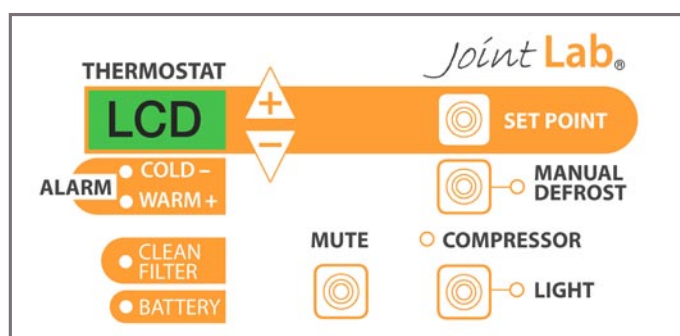 Joint Lab®
THERMOSTAT
LCD
+
−
SET POINT
ALARM
COLD −
WARM +
MANUAL
DEFROST
CLEAN
FILTER
BATTERY
MUTE
COMPRESSOR
LIGHT